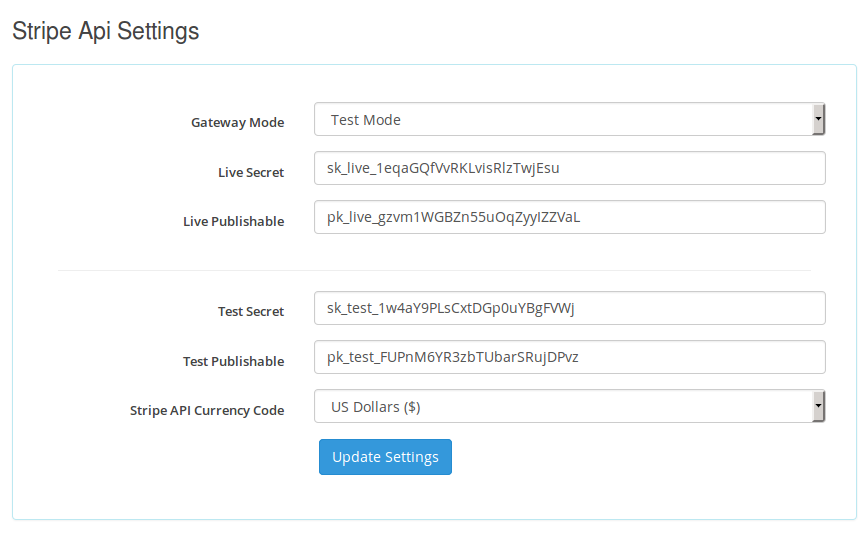 Stripe Api Settings
Gateway Mode
Test Mode
Live Secret
sk_live_1eqaGQfVvRKLvisRlzTwjEsu
Live Publishable
pk_live_gzvm1WGBZn55uOqZyyIZZVaL
Test Secret
sk_test_1w4aY9PLsCxtDGp0uYBgFVWj
Test Publishable
pk_test_FUPnM6YR3zbTUbarSRujDPvz
Stripe API Currency Code
US Dollars ($)
Update Settings